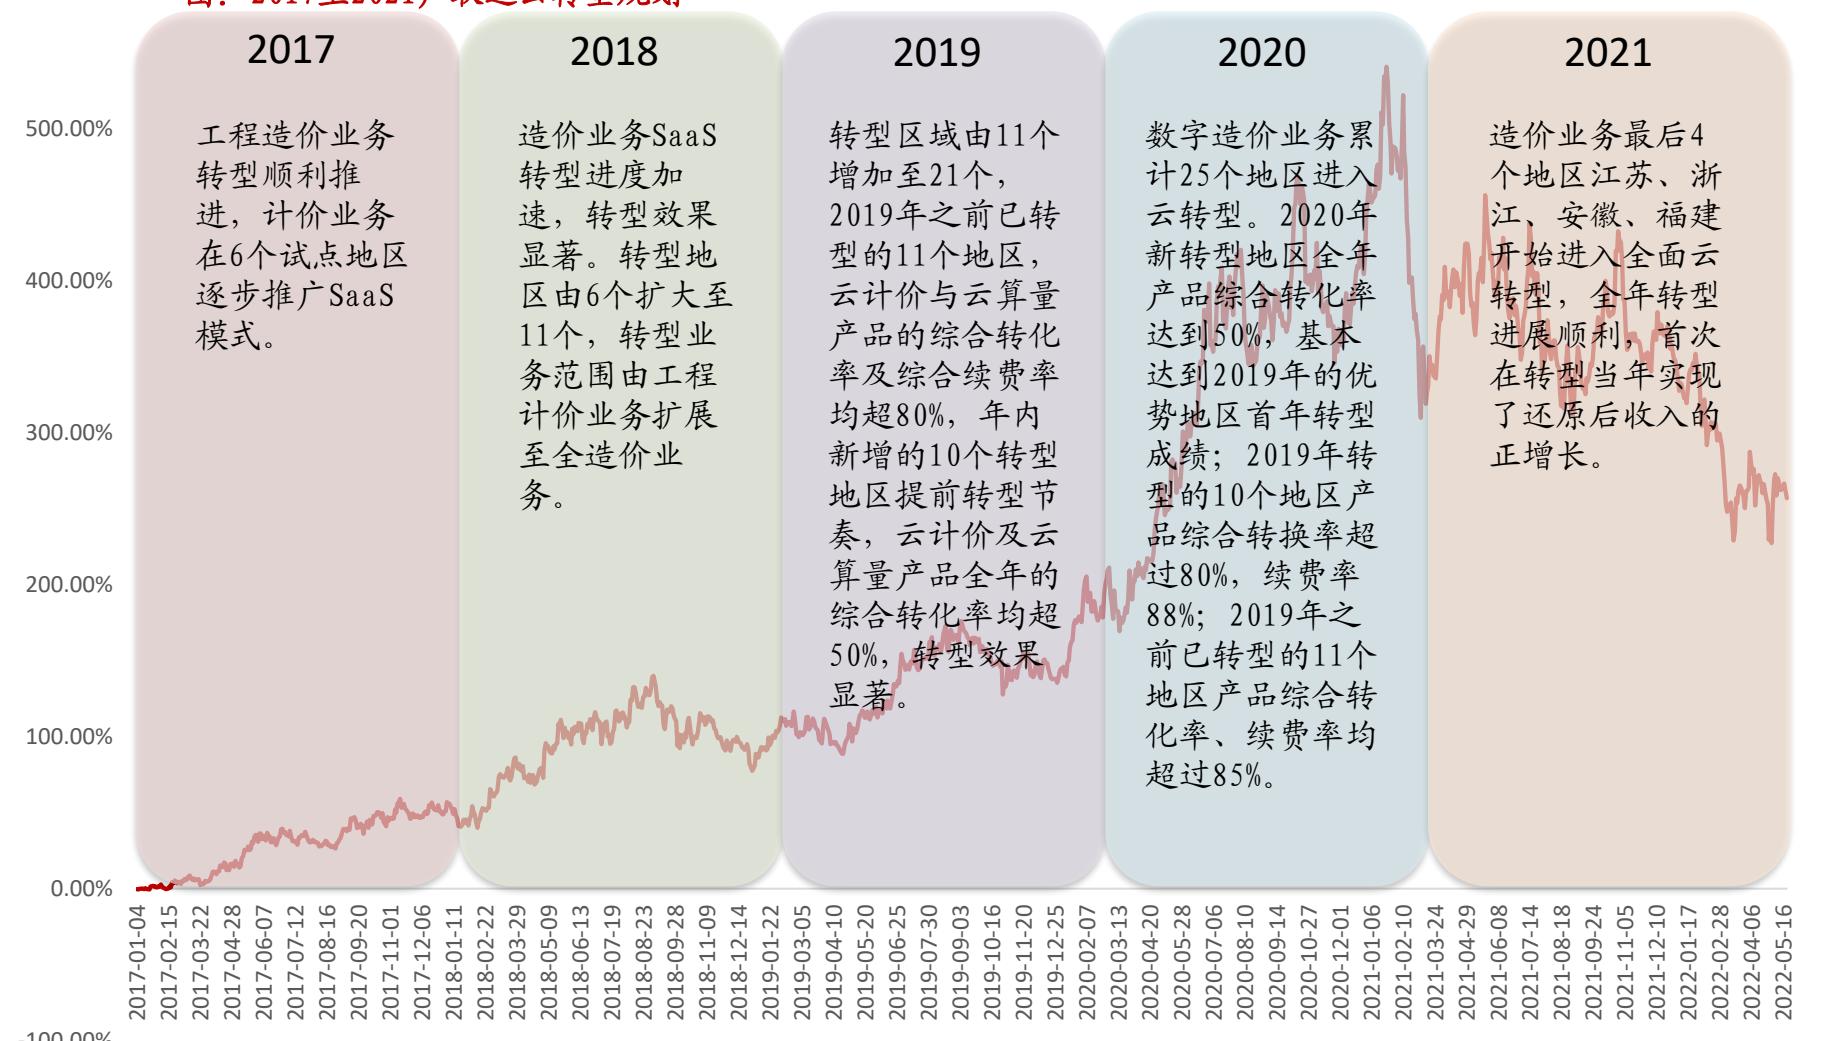 2017
工程造价业务
转型顺利推
进，计价业务
在6个试点地区
逐步推广SaaS
模式。
2018
造价业务SaaS
转型进度加
速，转型效果
显著。转型地
区由6个扩大至
11个，转型业
务范围由工程
计价业务扩展
至全造价业
务。
2019
转型区域由11个
增加至21个，
2019年之前已转
型的11个地区，
云计价与云算量
产品的综合转化
率及综合续费率
均超80%，年内
新增的10个转型
地区提前转型节
奏，云计价及云
算量产品全年的
综合转化率均超
50%，转型效果
显著。
2020
数字造价业务累
计25个地区进入
云转型。2020年
新转型地区全年
产品综合转化率
达到50%，基本
达到2019年的优
势地区首年转型
成绩；2019年转
型的10个地区产
品综合转换率超
过80%，续费率
88%；2019年之
前已转型的11个
地区产品综合转
化率、续费率均
超过85%。
2021
造价业务最后4
个地区江苏、浙
江、安徽、福建
开始进入全面云
转型，全年转型
进展顺利，首次
在转型当年实现
了还原后收入的
正增长。
500.00%
400.00%
300.00%
200.00%
100.00%
0.00%
-100.00%
2017-01-04
2017-02-15
2017-03-22
2017-04-28
2017-06-07
2017-07-12
2017-08-16
2017-09-20
2017-11-01
2017-12-06
2018-01-11
2018-02-22
2018-03-29
2018-05-09
2018-06-13
2018-07-19
2018-08-23
2018-09-28
2018-11-09
2018-12-14
2019-01-22
2019-03-05
2019-04-10
2019-05-20
2019-06-25
2019-07-30
2019-09-03
2019-10-16
2019-11-20
2019-12-25
2020-02-07
2020-03-13
2020-04-20
2020-05-28
2020-07-06
2020-08-10
2020-09-14
2020-10-27
2020-12-01
2021-01-06
2021-02-10
2021-03-24
2021-04-29
2021-06-08
2021-07-14
2021-08-18
2021-09-24
2021-11-05
2021-12-10
2022-01-17
2022-02-28
2022-04-06
2022-05-16